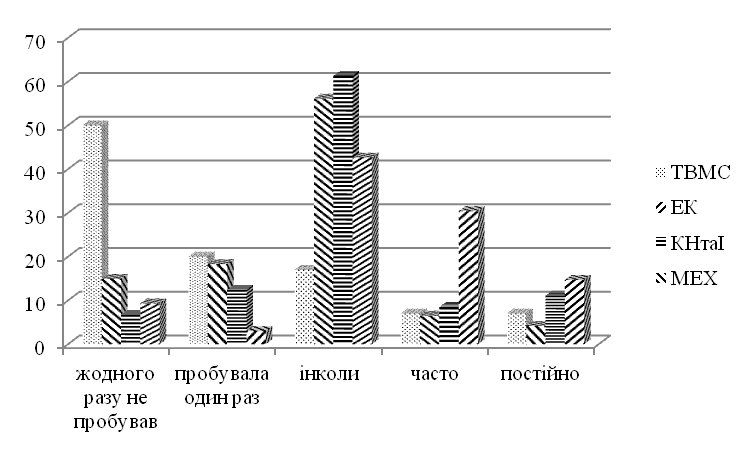 70
60
50
40
30
20
10
0
жодного
разу не
пробував
пробувала
один раз
інколи
часто
постійно
ТВМС
ЕК
КНтаІ
МЕХ